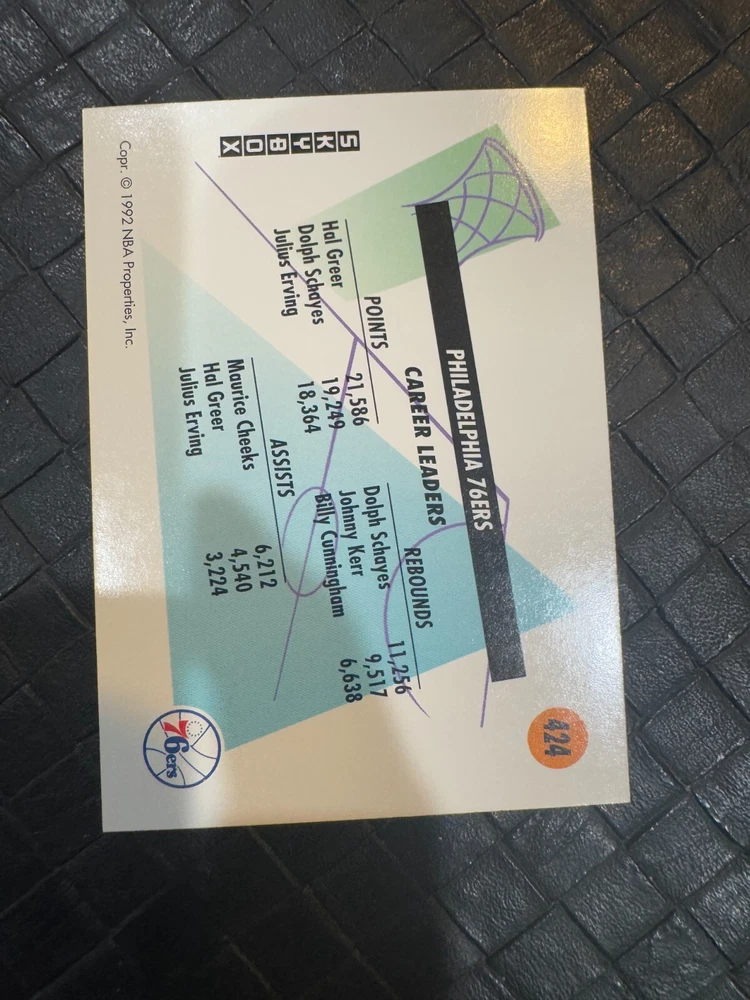 424
PHILADELPHIA 76ERS
CAREER LEADERS
POINTS
Hal Greer 21,586
Dolph Schayes 19,249
Julius Erving 18,364
REBOUNDS
Dolph Schayes 11,256
Johnny Kerr 9,517
Billy Cunningham 6,638
ASSISTS
Maurice Cheeks 6,212
Hal Greer 4,540
Julius Erving 3,224
SKYBOX
76ers
Copr. © 1992 NBA Properties, Inc.